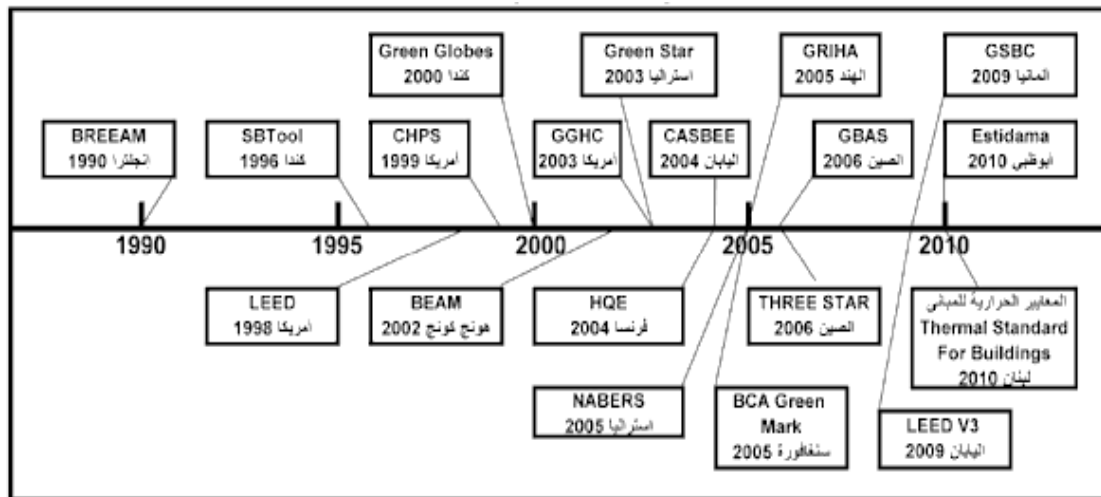 Green Globes
كندا 2000
Green Star
استراليا 2003
GRIHA
الهند 2005
GSBC
المانيا 2009
BREEAM
انجلترا 1990
SBTool
كندا 1996
CHPS
أمريكا 1999
GGHC
أمريكا 2003
CASBEE
اليابان 2004
GBAS
الصين 2006
Estidama
أبوظبي 2010
1990
1995
2000
2005
2010
LEED
أمريكا 1998
BEAM
هونج كونج 2002
HQE
فرنسا 2004
THREE STAR
الصين 2006
المعايير الحرارية للمباني
Thermal Standard
For Buildings
لبنان 2010
NABERS
استراليا 2005
BCA Green
Mark
سنغافورة 2005
LEED V3
اليابان 2009